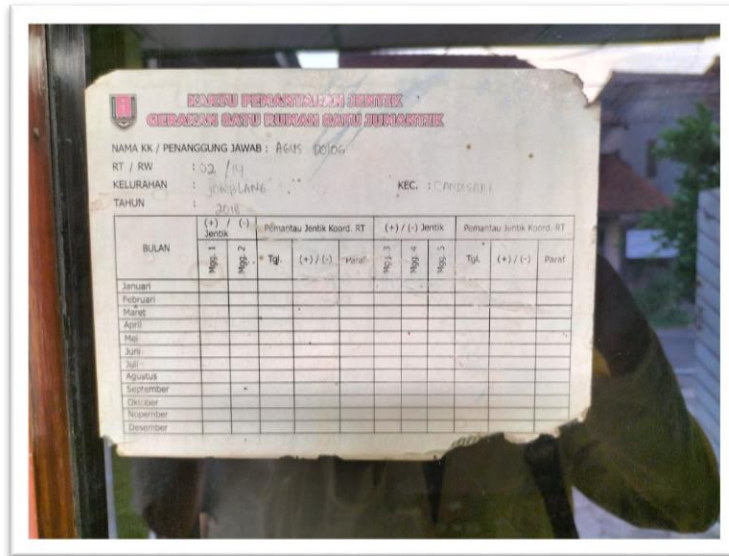 KARTU PEMANTAUAN JENTIK
GERAKAN SATU RUMAH SATU JUMANTIK
NAMA KK / PENANGGUNG JAWAB : AGUS DOLOG
RT / RW : 02 / 19
KELURAHAN : JOMBLANG KEC. : CANDISARI
TAHUN : 2018
BULAN (+) / (-) Jentik Pemantau Jentik Koord. RT (+) / (-) Jentik Pemantau Jentik Koord. RT
Mgg. 1 Mgg. 2 Tgl. (+) / (-) Paraf Mgg. 3 Mgg. 4 Mgg. 5 Tgl. (+) / (-) Paraf
Januari
Februari
Maret
April
Mei
Juni
Juli
Agustus
September
Oktober
Nopember
Desember